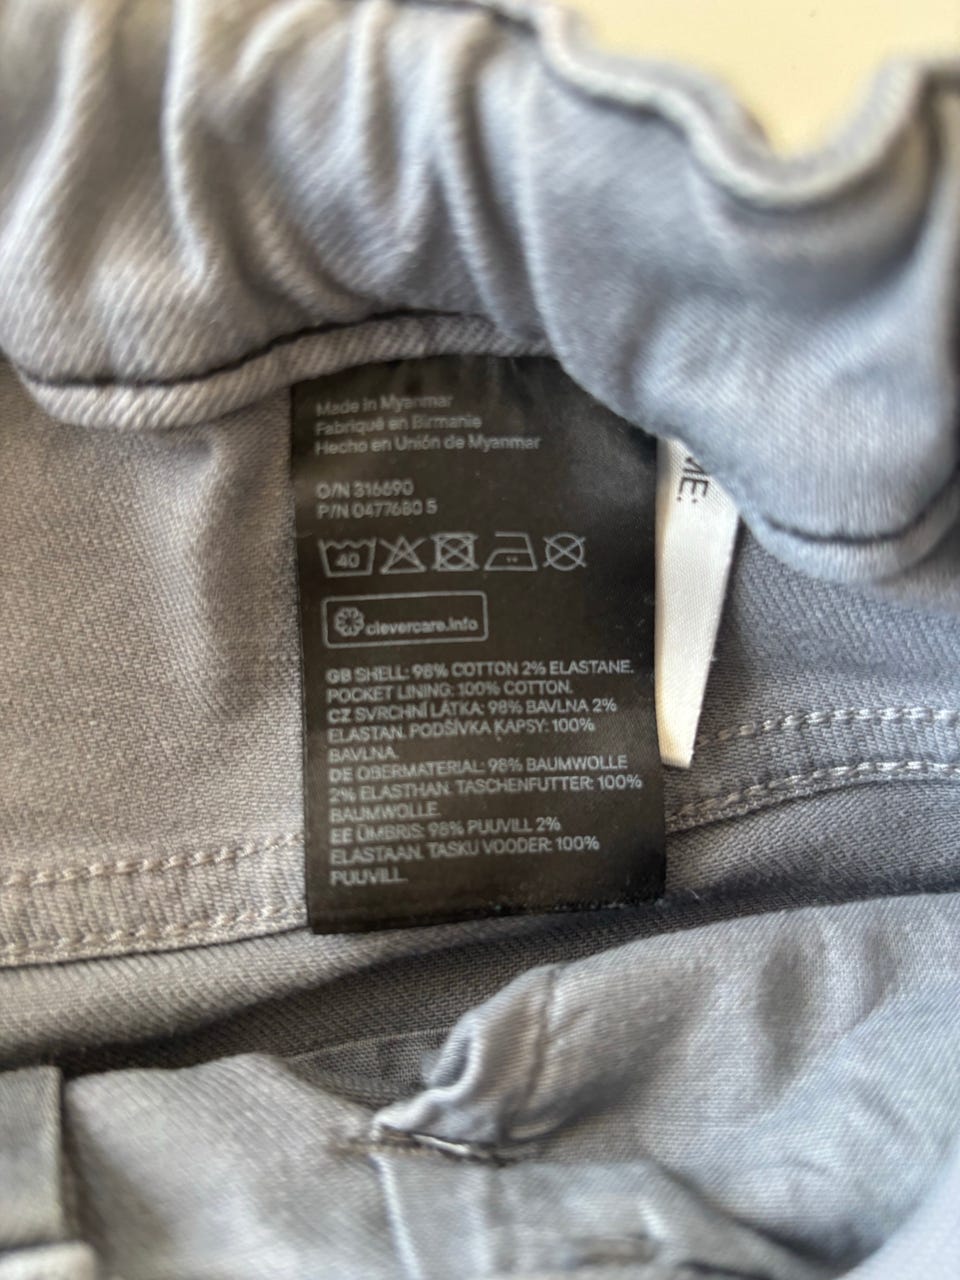 Made in Myanmar
Fabriqué en Birmanie
Hecho en Unión de Myanmar
O/N 316690
P/N 0477680 5
40
clevercare.info
GB SHELL: 98% COTTON 2% ELASTANE.
POCKET LINING: 100% COTTON.
CZ SVRCHNÍ LÁTKA: 98% BAVLNA 2%
ELASTAN. PODŠÍVKA KAPSY: 100%
BAVLNA.
DE OBERMATERIAL: 98% BAUMWOLLE
2% ELASTHAN. TASCHENFUTTER: 100%
BAUMWOLLE.
EE ÜMBRIS: 98% PUUVILL 2%
ELASTAAN. TASKU VOODER: 100%
PUUVILL.